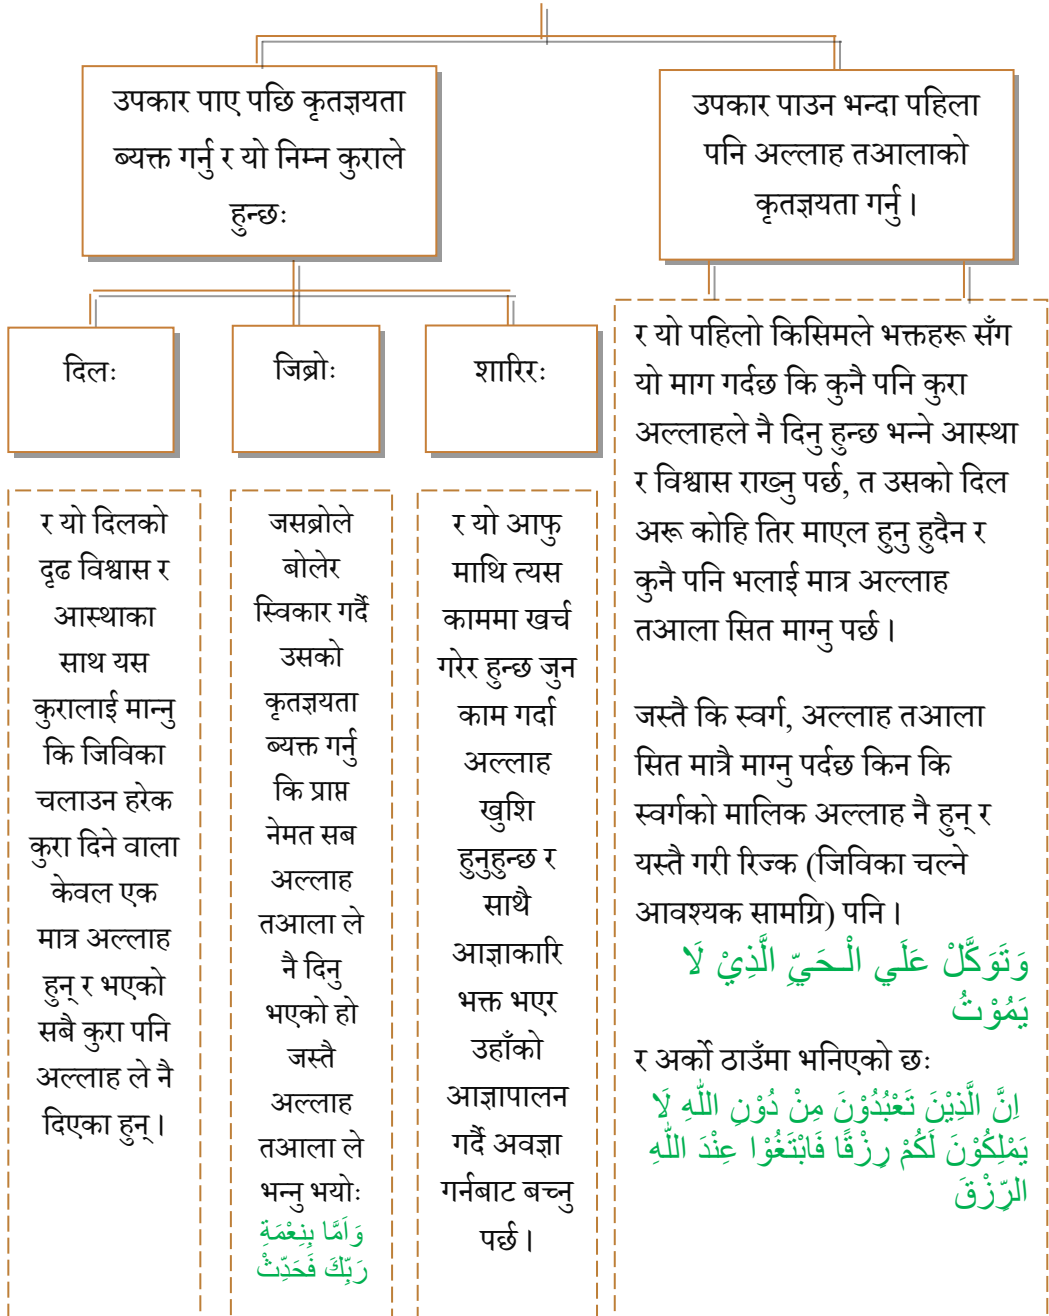 उपकार पाए पछि कृतज्ञयता
ब्यक्त गर्नु र यो निम्न कुराले
हुन्छः
उपकार पाउन भन्दा पहिला
पनि अल्लाह तआलाको
कृतज्ञयता गर्नु।
दिलः
जिब्रोः
शारिरः
र यो दिलको
दृढ विश्वास र
आस्थाका
साथ यस
कुरालाई मान्नु
कि जिविका
चलाउन हरेक
कुरा दिने वाला
केवल एक
मात्र अल्लाह
हुन् र भएको
सबै कुरा पनि
अल्लाह ले नै
दिएका हुन्।
जसब्रोले
बोलेर
स्विकार गर्दै
उसको
कृतज्ञयता
ब्यक्त गर्नु
कि प्राप्त
नेमत सब
अल्लाह
तआला ले
नै दिनु
भएको हो
जस्तै
अल्लाह
तआला ले
भन्नु भयोः
وَاَمَّا بِنِعْمَةِ
رَبِّكَ فَحَدِّثْ
र यो आफु
माथि त्यस
काममा खर्च
गरेर हुन्छ जुन
काम गर्दा
अल्लाह
खुशि
हुनुहुन्छ र
साथै
आज्ञाकारि
भक्त भएर
उहाँको
आज्ञापालन
गर्दै अवज्ञा
गर्नबाट बच्नु
पर्छ।
र यो पहिलो किसिमले भक्तहरू सँग
यो माग गर्दछ कि कुनै पनि कुरा
अल्लाहले नै दिनु हुन्छ भन्ने आस्था
र विश्वास राख्नु पर्छ, त उसको दिल
अरू कोहि तिर माएल हुनु हुदैन र
कुनै पनि भलाई मात्र अल्लाह
तआला सित माग्नु पर्छ।
जस्तै कि स्वर्ग, अल्लाह तआला
सित मात्रै माग्नु पर्दछ किन कि
स्वर्गको मालिक अल्लाह नै हुन् र
यस्तै गरी रिज्क (जिविका चल्ने
आवश्यक सामग्रि) पनि।
وَتَوَكَّلْ عَلَي الْـحَيِّ الَّذِيْ لَا
يَمُوْتُ
र अर्को ठाउँमा भनिएको छः
اِنَّ الَّذِيْنَ تَعْبُدُوْنَ مِنْ دُوْنِ اللّٰهِ لَا
يَمْلِكُوْنَ لَكُمْ رِزْقًا فَابْتَغُوْا عِنْدَ اللّٰهِ
الرِّزْقَ